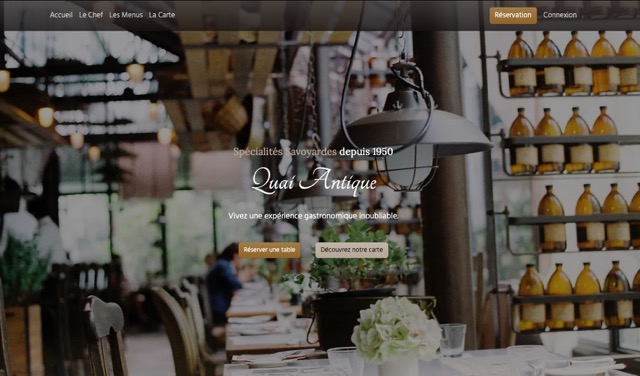 Accueil Le Chef Les Menus La Carte Réservation Connexion
Spécialités Savoyardes depuis 1950
Quai Antique
Vivez une expérience gastronomique inoubliable.
Réserver une table Découvrez notre carte